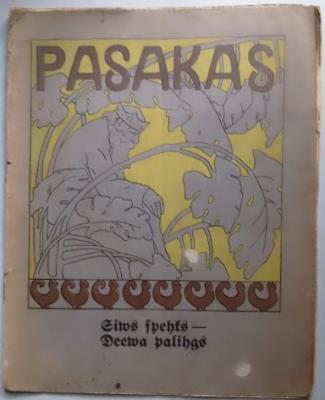 PASAKAS
Siws ſpehks —
Deewa palihgs